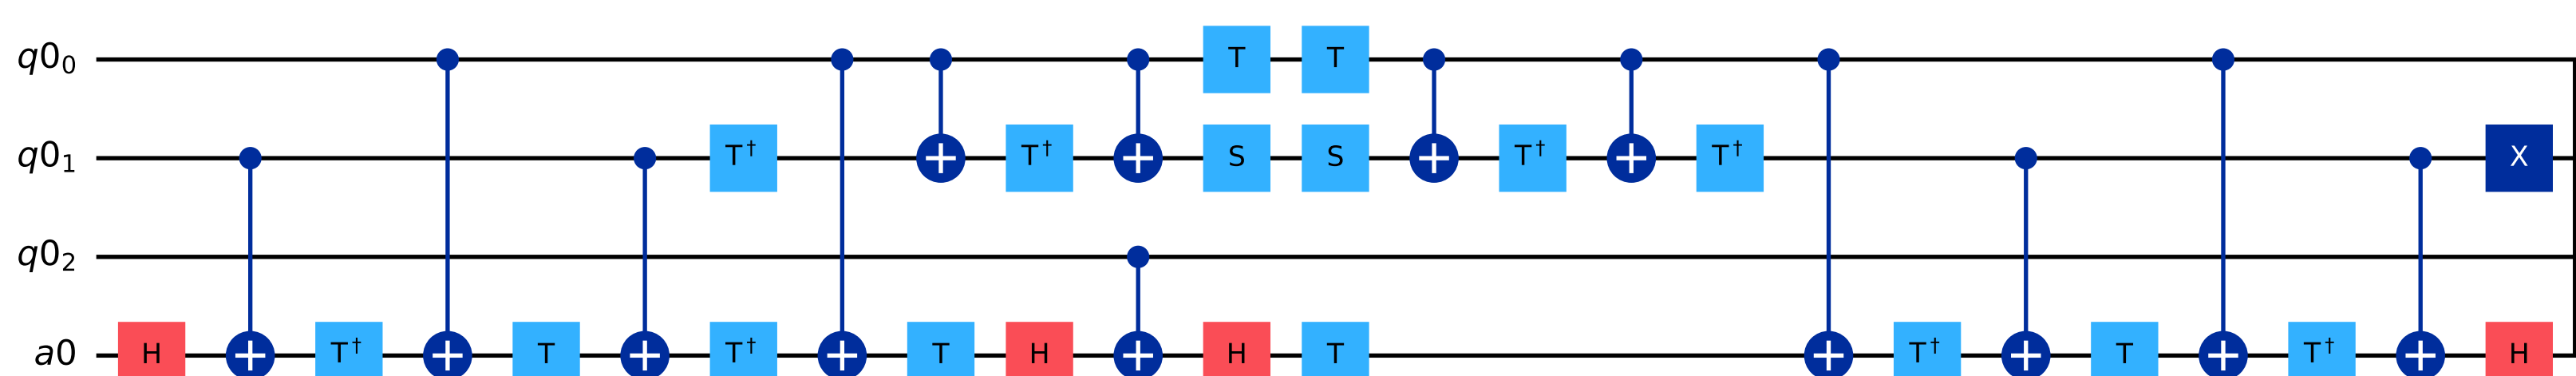 q0₀ T T
q0₁ T† T† S S T† T† X
q0₂
a0 H T† T T† T H H T T† T T† H